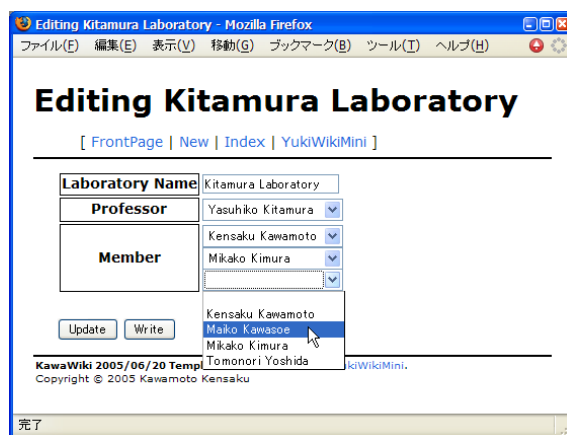 Editing Kitamura Laboratory - Mozilla Firefox
ファイル(F) 編集(E) 表示(V) 移動(G) ブックマーク(B) ツール(T) ヘルプ(H)
Editing Kitamura Laboratory
[ FrontPage | New | Index | YukiWikiMini ]
Laboratory Name Kitamura Laboratory
Professor Yasuhiko Kitamura
Kensaku Kawamoto
Member Mikako Kimura
Kensaku Kawamoto
Maiko Kawasoe
Mikako Kimura
Tomonori Yoshida
Update Write
KawaWiki 2005/06/20 Temp kiWikiMini.
Copyright © 2005 Kawamoto Kensaku
完了